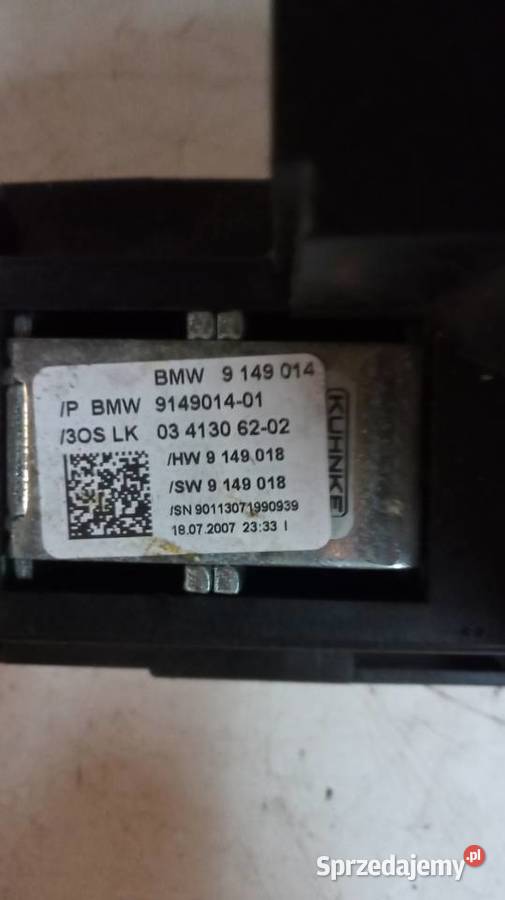 BMW 9 149 014
/P BMW 9149014-01
/3OS LK 03 4130 62-02
/HW 9 149 018
/SW 9 149 018
/SN 90113071990939
18.07.2007 23:33 I
KUHNKE
Sprzedajemy.pl